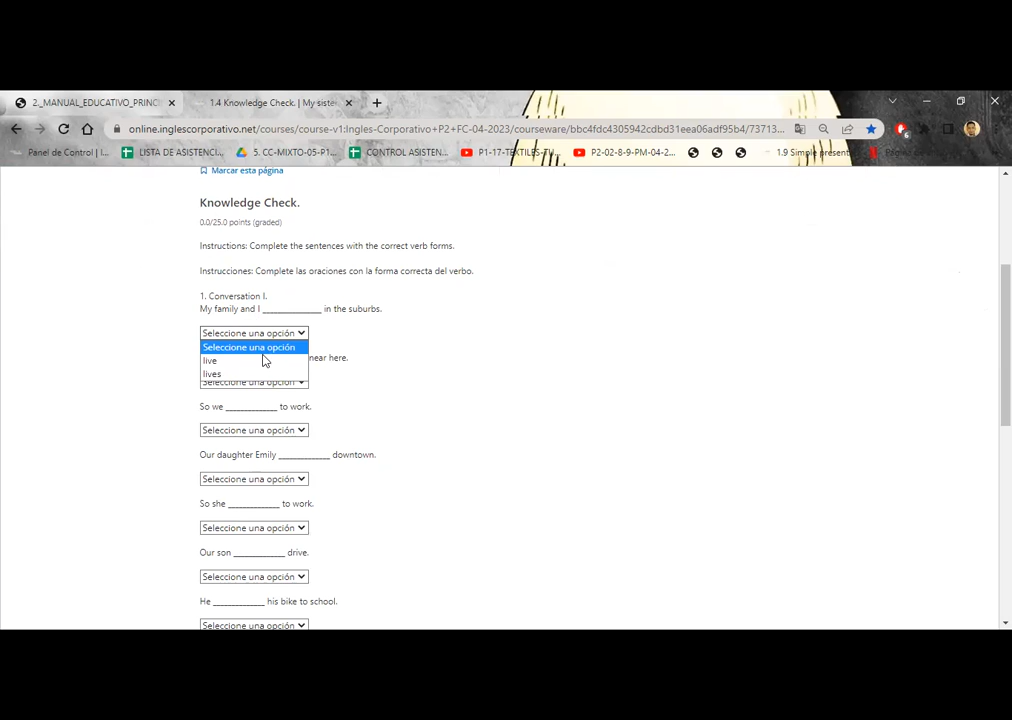 2._MANUAL_EDUCATIVO_PRINCI
1.4 Knowledge Check. | My siste
online.inglescorporativo.net/courses/course-v1:Ingles-Corporativo+P2+FC-04-2023/courseware/bbc4fdc4305942cdbd31eea06adf95b4/73713...
Panel de Control | I...
LISTA DE ASISTENCI...
5. CC-MIXTO-05-P1...
CONTROL ASISTEN...
P2-02-8-9-PM-04-2...
1.9 Simple present
Marcar esta página
Knowledge Check.
0.0/25.0 points (graded)
Instructions: Complete the sentences with the correct verb forms.
Instrucciones: Complete las oraciones con la forma correcta del verbo.
1. Conversation I.
My family and I ______________ in the suburbs.
Seleccione una opción
Seleccione una opción
live
near here.
lives
Seleccione una opción
So we ____________ to work.
Seleccione una opción
Our daughter Emily ____________ downtown.
Seleccione una opción
So she ____________ to work.
Seleccione una opción
Our son ____________ drive.
Seleccione una opción
He ____________ his bike to school.
Seleccione una opción